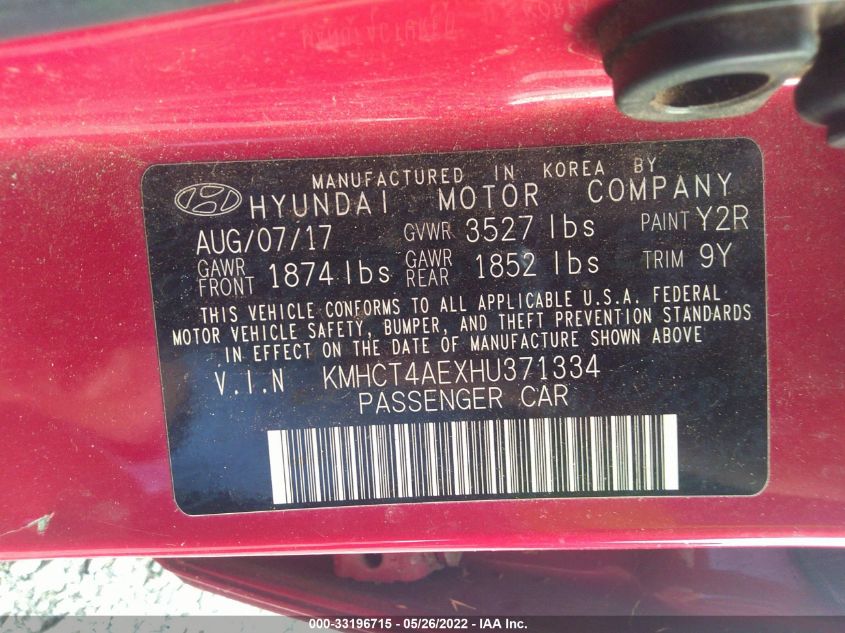 MANUFACTURED IN KOREA BY
HYUNDAI MOTOR COMPANY
AUG/07/17 GVWR 3527 lbs PAINT Y2R
GAWR FRONT 1874 lbs GAWR REAR 1852 lbs TRIM 9Y
THIS VEHICLE CONFORMS TO ALL APPLICABLE U.S.A. FEDERAL
MOTOR VEHICLE SAFETY, BUMPER, AND THEFT PREVENTION STANDARDS
IN EFFECT ON THE DATE OF MANUFACTURE SHOWN ABOVE
V.I.N KMHCT4AEXHU371334
PASSENGER CAR
000-33196715 - 05/26/2022 - IAA Inc.